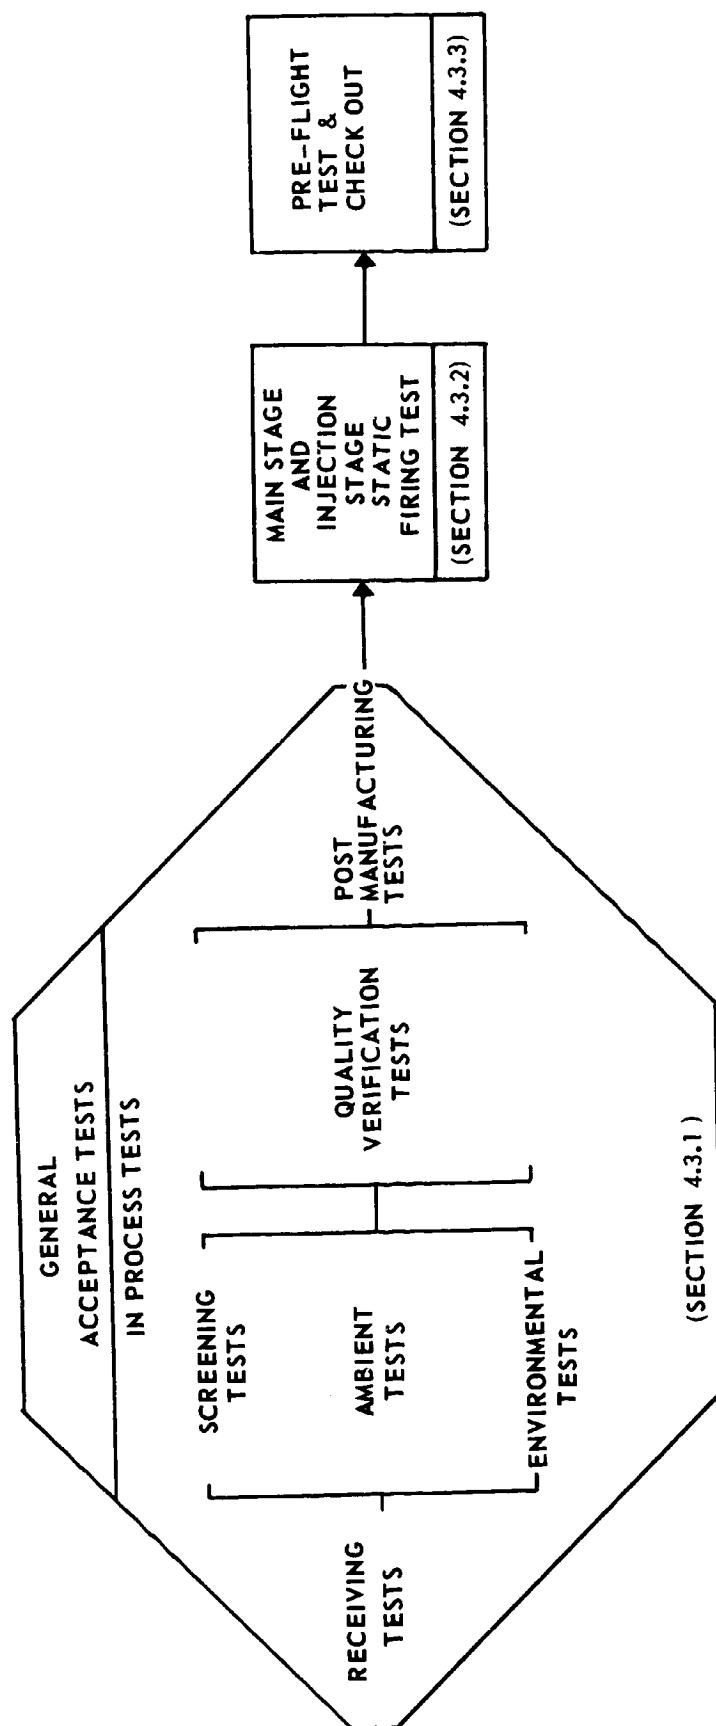 GENERAL
ACCEPTANCE TESTS
IN PROCESS TESTS
RECEIVING
TESTS
SCREENING
TESTS
AMBIENT
TESTS
ENVIRONMENTAL
TESTS
QUALITY
VERIFICATION
TESTS
POST
MANUFACTURING
TESTS
(SECTION 4.3.1)
MAIN STAGE
AND
INJECTION
STAGE
STATIC
FIRING TEST
(SECTION 4.3.2)
PRE-FLIGHT
TEST &
CHECK OUT
(SECTION 4.3.3)